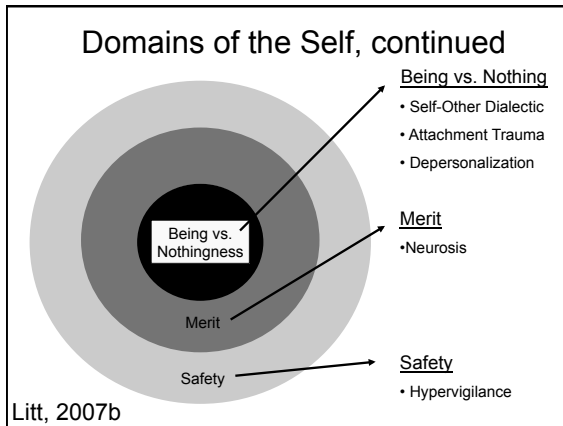 Domains of the Self, continued
Being vs. Nothing
• Self-Other Dialectic
• Attachment Trauma
• Depersonalization
Being vs.
Nothingness
Merit
•Neurosis
Merit
Safety
Safety
• Hypervigilance
Litt, 2007b